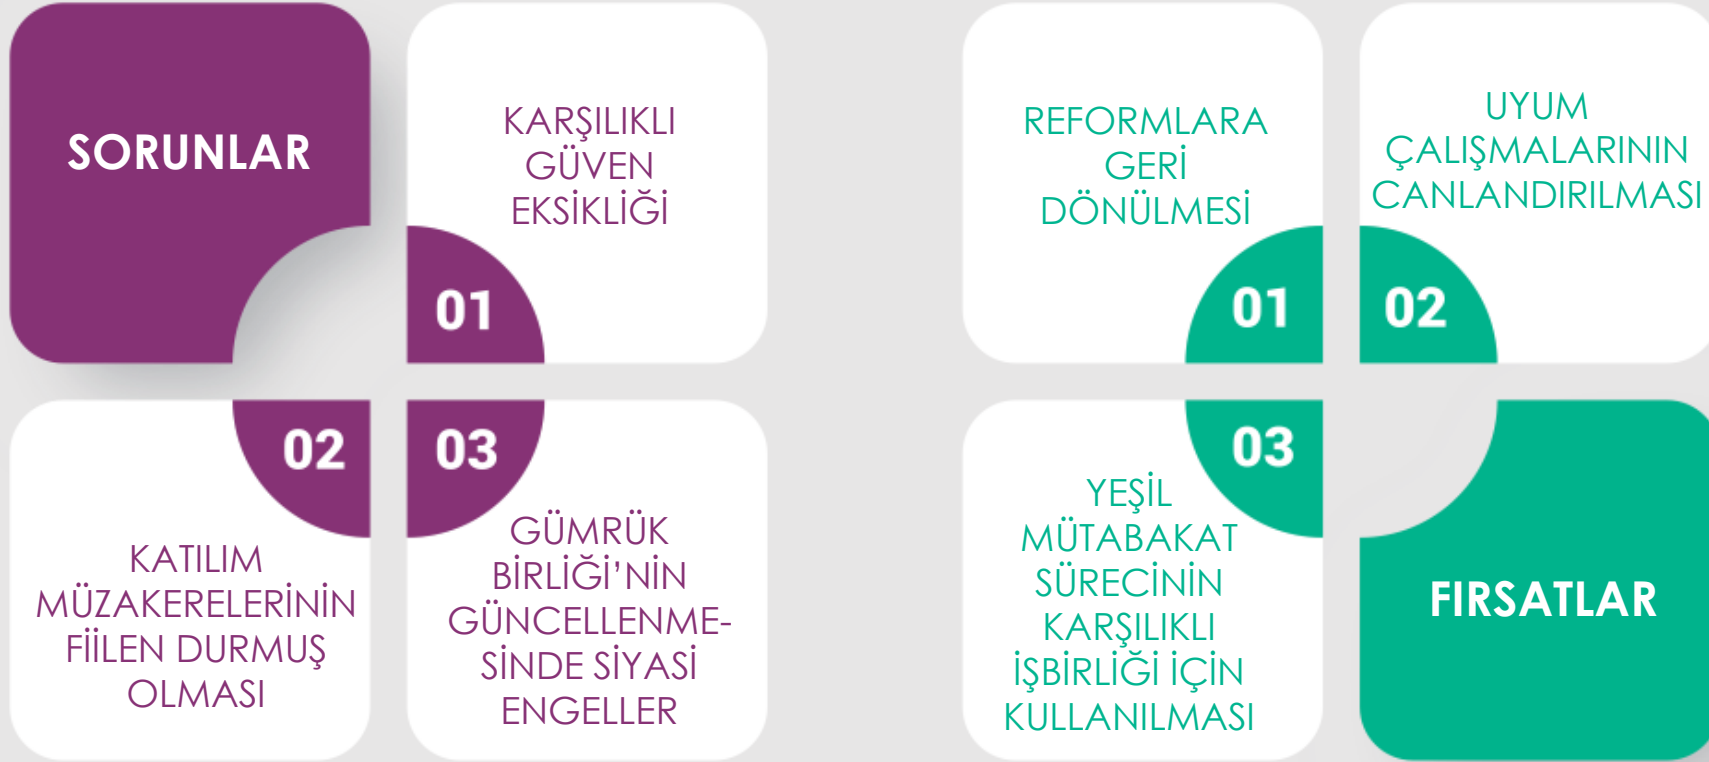 SORUNLAR
KARŞILIKLI
GÜVEN
EKSİKLİĞİ
01
02
KATILIM
MÜZAKERELERİNİN
FİİLEN DURMUŞ
OLMASI
03
GÜMRÜK
BİRLİĞİ’NİN
GÜNCELLENME-
SİNDE SİYASİ
ENGELLER
REFORMLARA
GERİ
DÖNÜLMESİ
01
UYUM
ÇALIŞMALARININ
CANLANDIRILMASI
02
03
YEŞİL
MÜTABAKAT
SÜRECİNİN
KARŞILIKLI
İŞBİRLİĞİ İÇİN
KULLANILMASI
FIRSATLAR